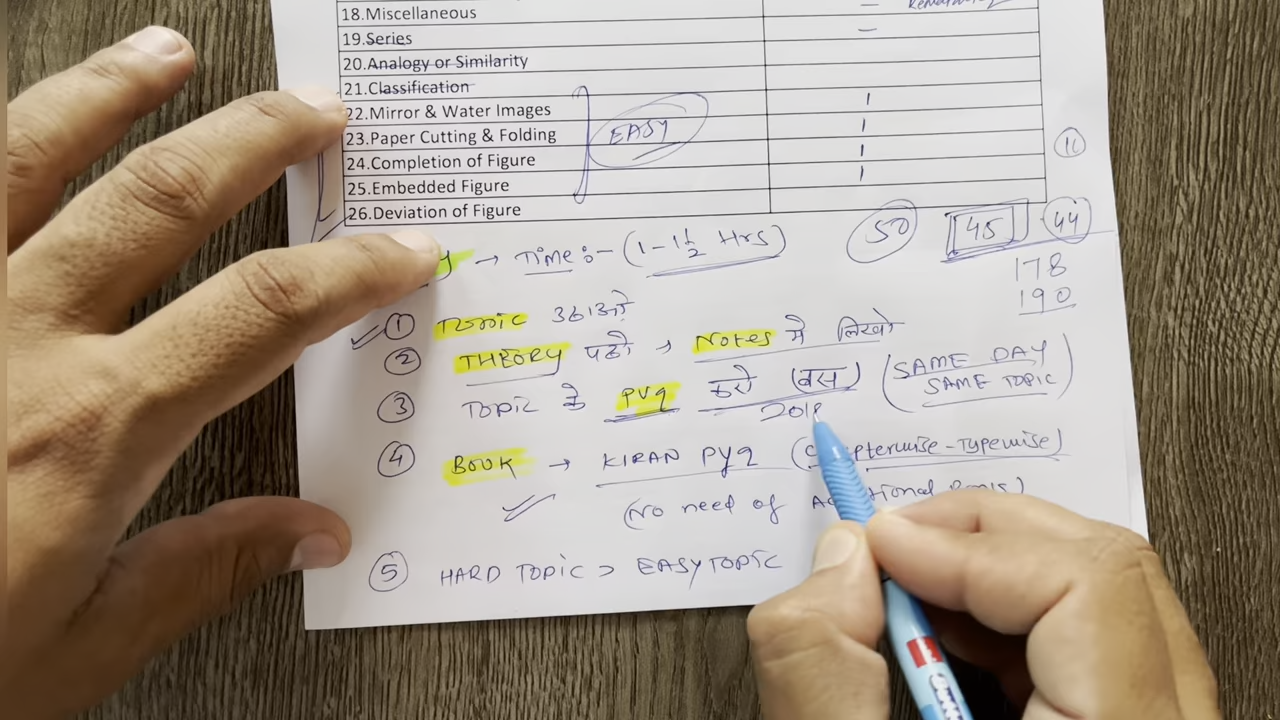 18.Miscellaneous
19.Series
20.Analogy or Similarity
21.Classification
22.Mirror & Water Images
23.Paper Cutting & Folding
24.Completion of Figure
25.Embedded Figure
26.Deviation of Figure
EASY
11
50 45 44
178
190
→ Time :- (1 - 1 1/2 Hrs)
① TOPIC उठाओ
② THEORY पढो → Notes में लिखो
③ TOPIC के PYQ करो (बस) (SAME DAY
SAME TOPIC)
2018
④ BOOK → KIRAN PYQ (Chapterwise-Typewise)
(No need of Additional Books)
⑤ HARD TOPIC > EASY TOPIC